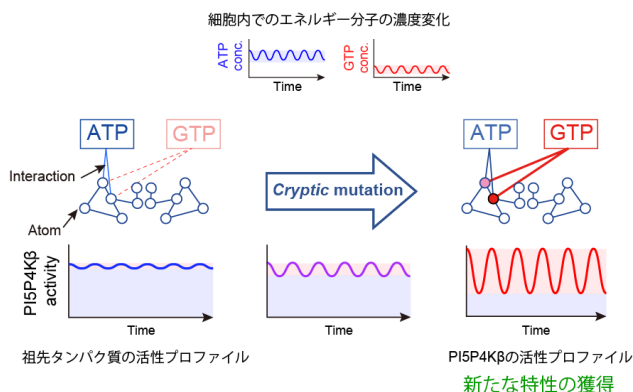 細胞内でのエネルギー分子の濃度変化
ATP conc.
Time
GTP conc.
Time
ATP
GTP
Interaction
Atom
Cryptic mutation
ATP
GTP
PI5P4Kβ activity
Time
Time
Time
祖先タンパク質の活性プロファイル
PI5P4Kβの活性プロファイル
新たな特性の獲得